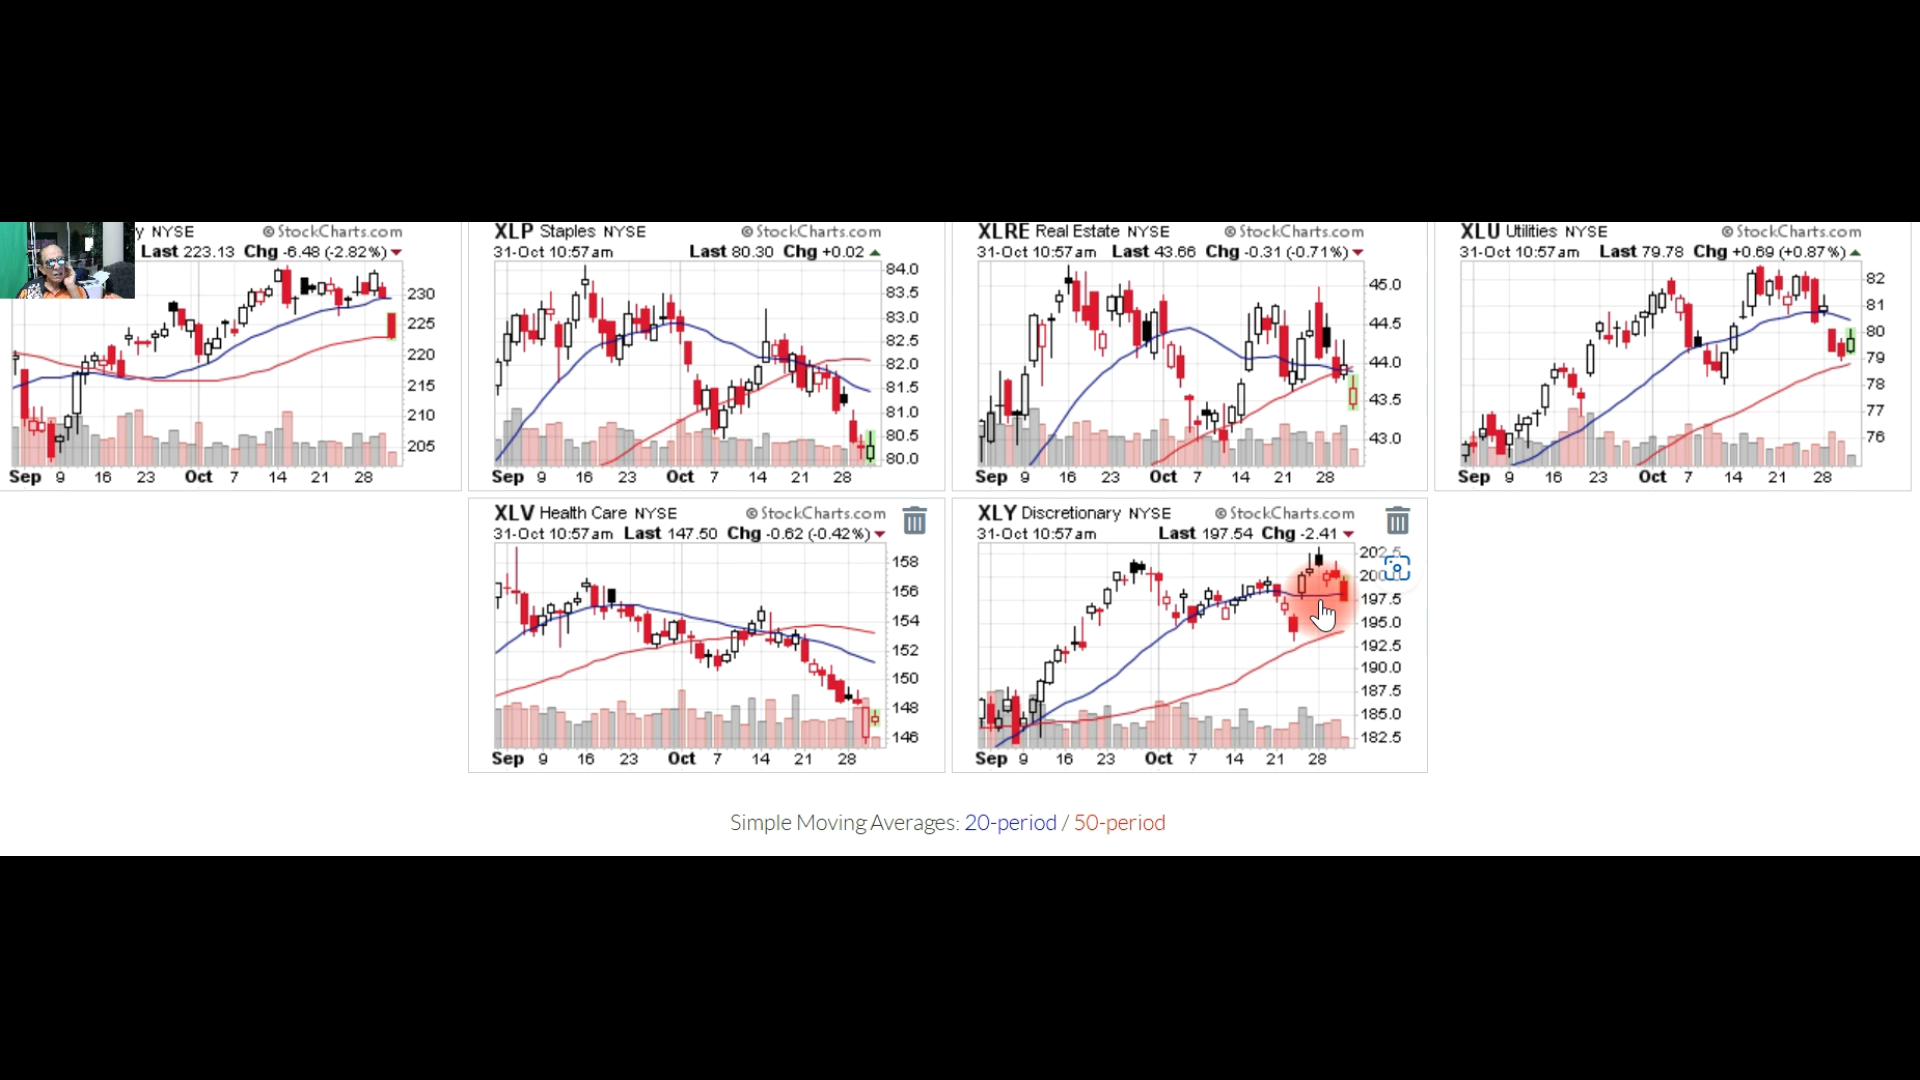 y NYSE © StockCharts.com
Last 223.13 Chg -6.48 (-2.82%)
230
225
220
215
210
205
Sep 9 16 23 Oct 7 14 21 28
XLP Staples NYSE © StockCharts.com
31-Oct 10:57am Last 80.30 Chg +0.02
84.0
83.5
83.0
82.5
82.0
81.5
81.0
80.5
80.0
Sep 9 16 23 Oct 7 14 21 28
XLRE Real Estate NYSE © StockCharts.com
31-Oct 10:57am Last 43.66 Chg -0.31 (-0.71%)
45.0
44.5
44.0
43.5
43.0
Sep 9 16 23 Oct 7 14 21 28
XLU Utilities NYSE © StockCharts.com
31-Oct 10:57am Last 79.78 Chg +0.69 (+0.87%)
82
81
80
79
78
77
76
Sep 9 16 23 Oct 7 14 21 28
XLV Health Care NYSE © StockCharts.com
31-Oct 10:57am Last 147.50 Chg -0.62 (-0.42%)
158
156
154
152
150
148
146
Sep 9 16 23 Oct 7 14 21 28
XLY Discretionary NYSE © StockCharts.com
31-Oct 10:57am Last 197.54 Chg -2.41
202.5
197.5
195.0
192.5
190.0
187.5
185.0
182.5
Sep 9 16 23 Oct 7 14 21 28
Simple Moving Averages: 20-period / 50-period